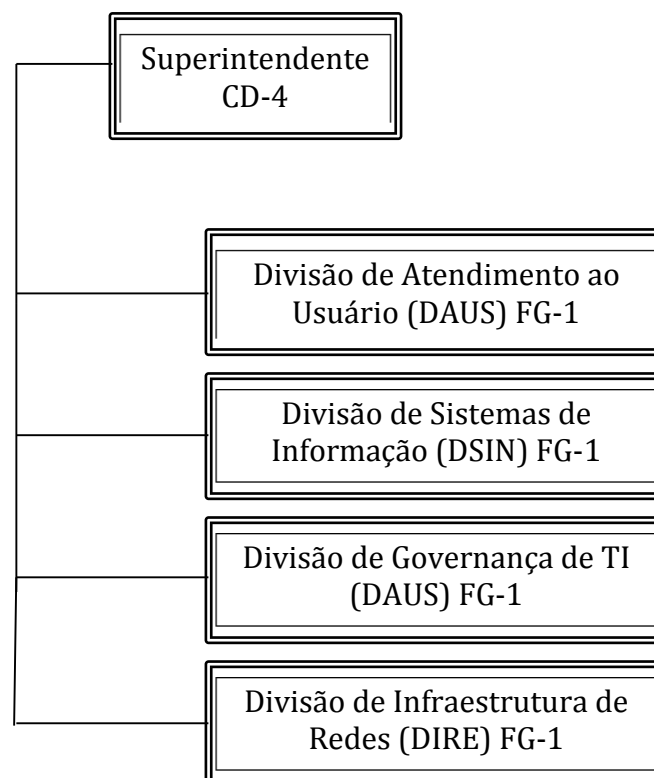 Superintendente
CD-4
Divisão de Atendimento ao
Usuário (DAUS) FG-1
Divisão de Sistemas de
Informação (DSIN) FG-1
Divisão de Governança de TI
(DAUS) FG-1
Divisão de Infraestrutura de
Redes (DIRE) FG-1